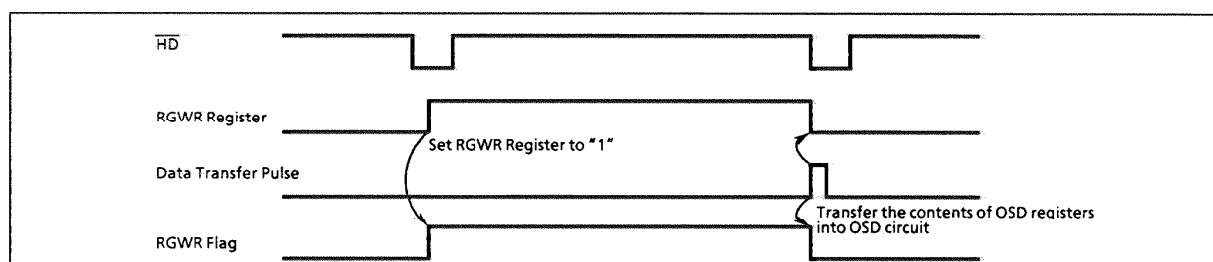 HD
RGWR Register
Set RGWR Register to "1"
Data Transfer Pulse
Transfer the contents of OSD registers
into OSD circuit
RGWR Flag